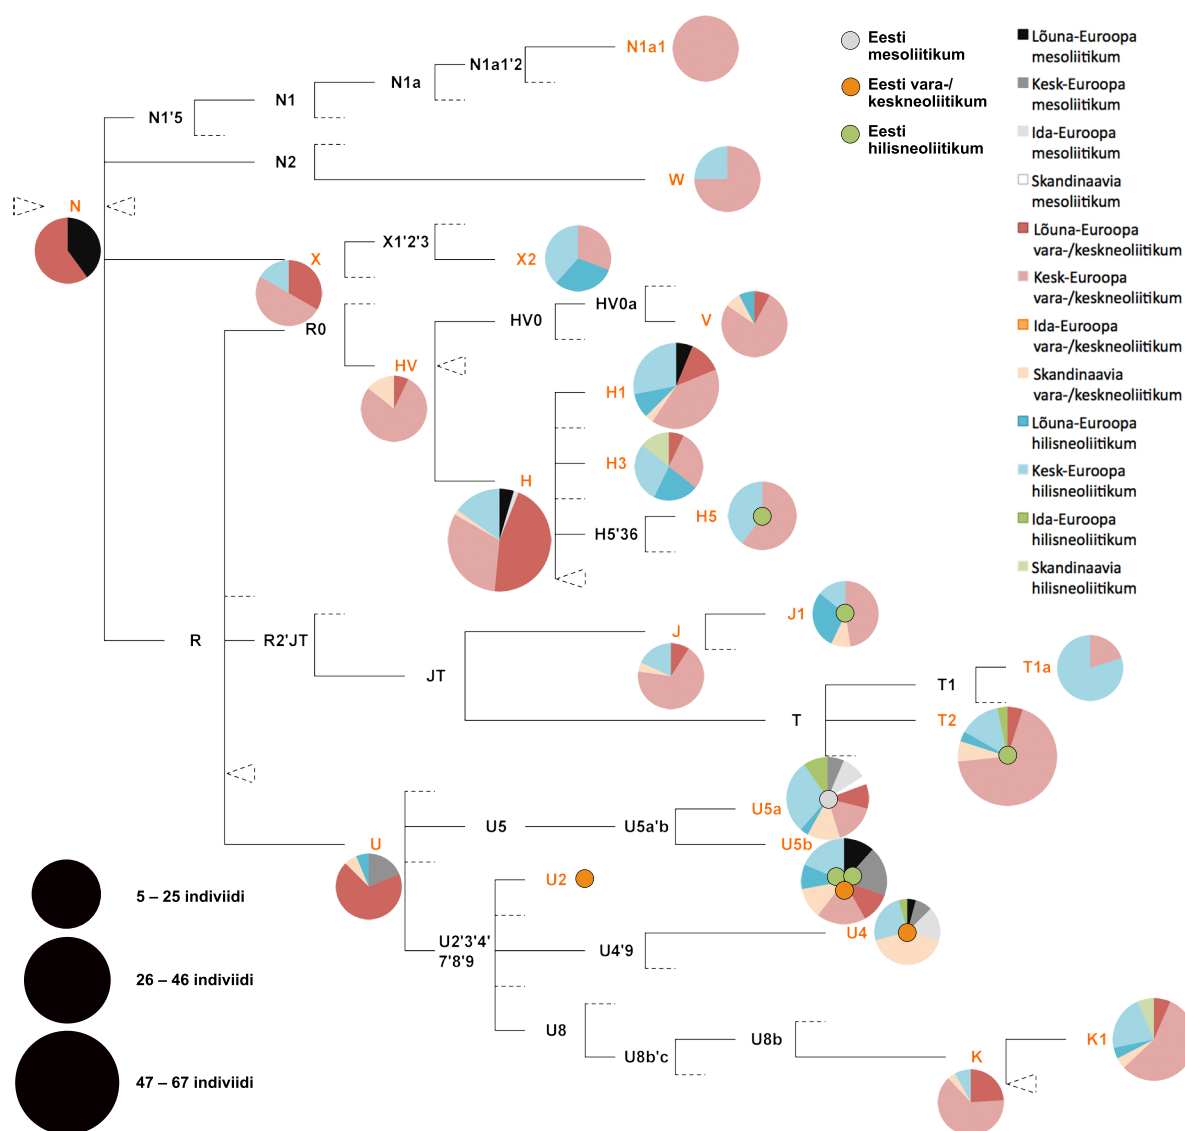 N1a1
N1a1'2
N1a
N1
N1'5
N2
W
N
X
X1'2'3
X2
R0
HV
HV0
HV0a
V
H1
H3
H
H5
H5'36
J1
J
R
R2'JT
JT
T1a
T1
T2
T
U5a
U5
U5a'b
U5b
U
U2
U4
U2'3'4'
7'8'9
U4'9
U8
U8b
U8b'c
K1
K
Eesti
mesoliitikum
Eesti vara-/
keskneoliitikum
Eesti
hilisneoliitikum
Lõuna-Euroopa
mesoliitikum
Kesk-Euroopa
mesoliitikum
Ida-Euroopa
mesoliitikum
Skandinaavia
mesoliitikum
Lõuna-Euroopa
vara-/keskneoliitikum
Kesk-Euroopa
vara-/keskneoliitikum
Ida-Euroopa
vara-/keskneoliitikum
Skandinaavia
vara-/keskneoliitikum
Lõuna-Euroopa
hilisneoliitikum
Kesk-Euroopa
hilisneoliitikum
Ida-Euroopa
hilisneoliitikum
Skandinaavia
hilisneoliitikum
5 – 25 indiviidi
26 – 46 indiviidi
47 – 67 indiviidi